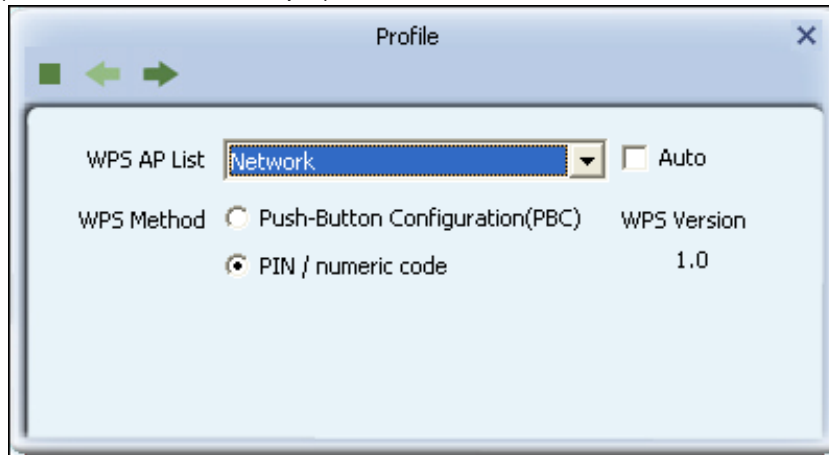 Profile
WPS AP List Network Auto
WPS Method Push-Button Configuration(PBC) WPS Version
PIN / numeric code 1.0